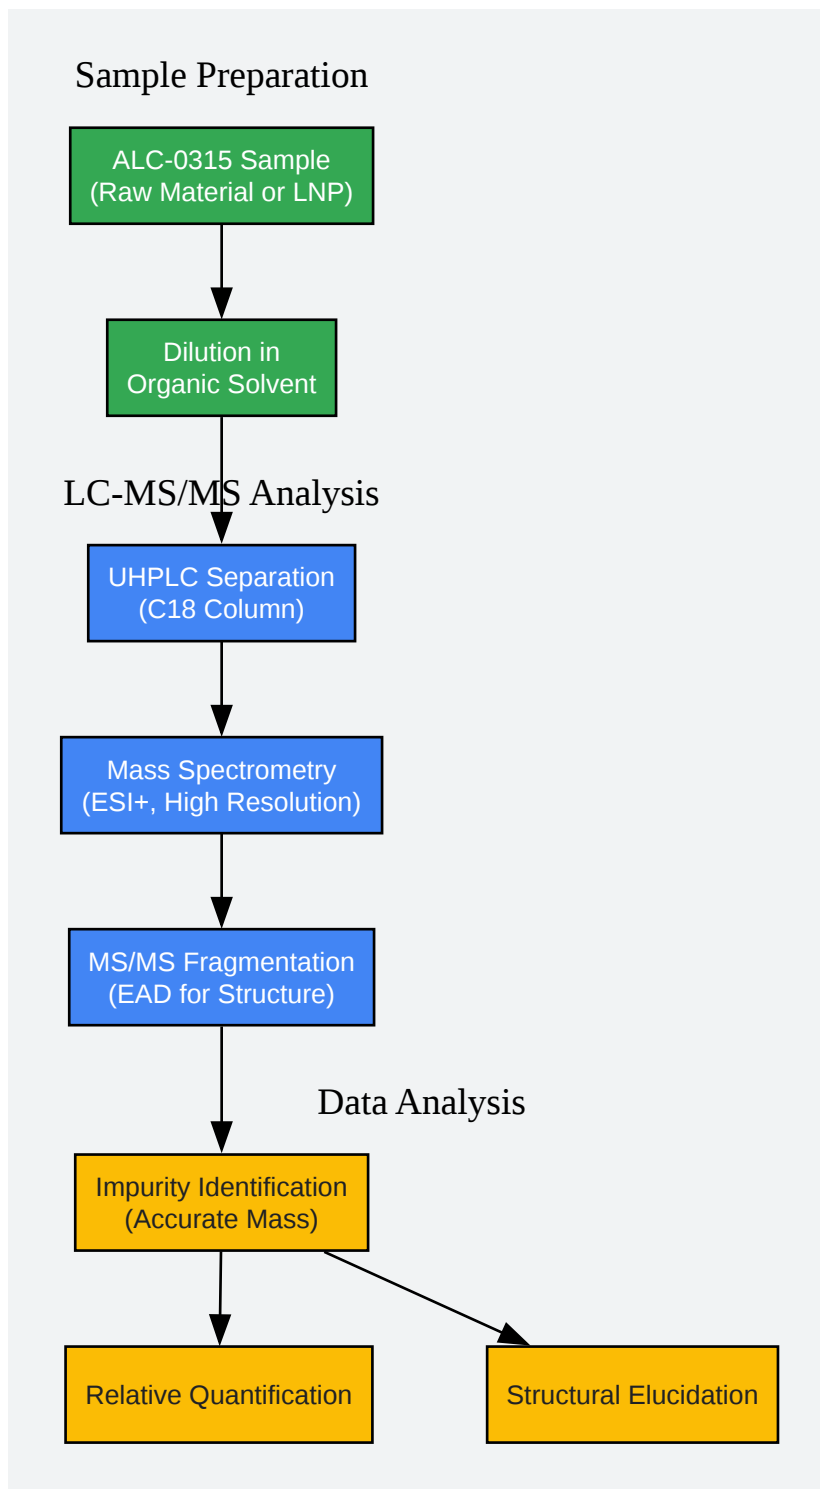 Sample Preparation
ALC-0315 Sample
(Raw Material or LNP)
Dilution in
Organic Solvent
LC-MS/MS Analysis
UHPLC Separation
(C18 Column)
Mass Spectrometry
(ESI+, High Resolution)
MS/MS Fragmentation
(EAD for Structure)
Data Analysis
Impurity Identification
(Accurate Mass)
Relative Quantification
Structural Elucidation